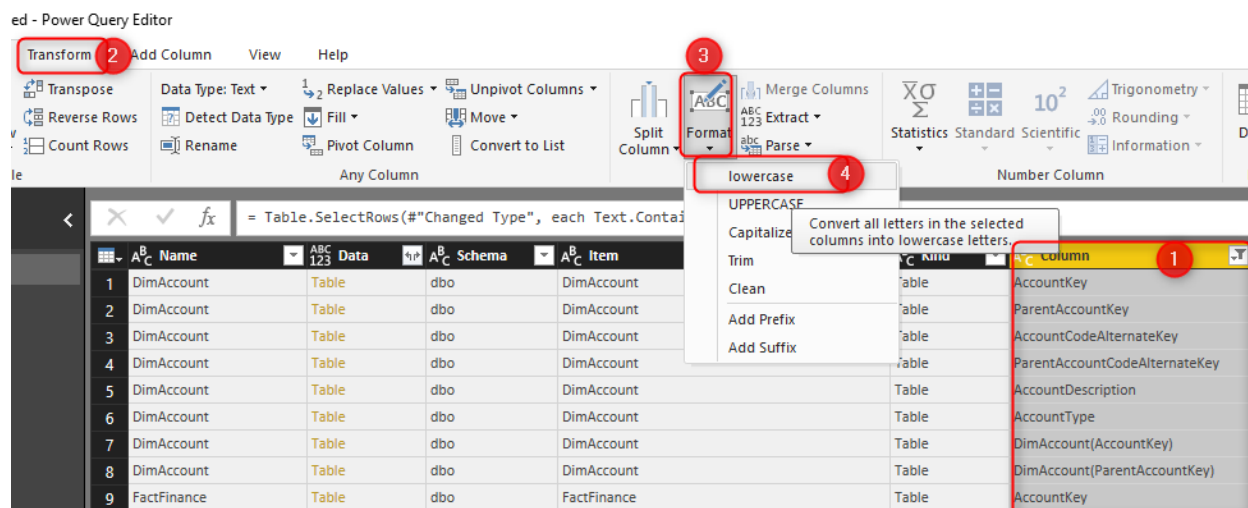 ed - Power Query Editor
Transform 2 Add Column View Help 3
Transpose Data Type: Text Replace Values Unpivot Columns Merge Columns Trigonometry
Reverse Rows Detect Data Type Fill Move Split Column Format ABC 123 Extract Statistics Standard Scientific 10² Rounding
Count Rows Rename Pivot Column Convert to List Parse Information
Any Column lowercase 4 Number Column
UPPERCASE
= Table.SelectRows(#"Changed Type", each Text.Contai
Capitalize
Convert all letters in the selected
columns into lowercase letters.
Trim
Clean
Add Prefix
Add Suffix
Name ABC 123 Data Schema Item Kind Column 1
1 DimAccount Table dbo DimAccount Table AccountKey
2 DimAccount Table dbo DimAccount Table ParentAccountKey
3 DimAccount Table dbo DimAccount Table AccountCodeAlternateKey
4 DimAccount Table dbo DimAccount Table ParentAccountCodeAlternateKey
5 DimAccount Table dbo DimAccount Table AccountDescription
6 DimAccount Table dbo DimAccount Table AccountType
7 DimAccount Table dbo DimAccount Table DimAccount(AccountKey)
8 DimAccount Table dbo DimAccount Table DimAccount(ParentAccountKey)
9 FactFinance Table dbo FactFinance Table AccountKey